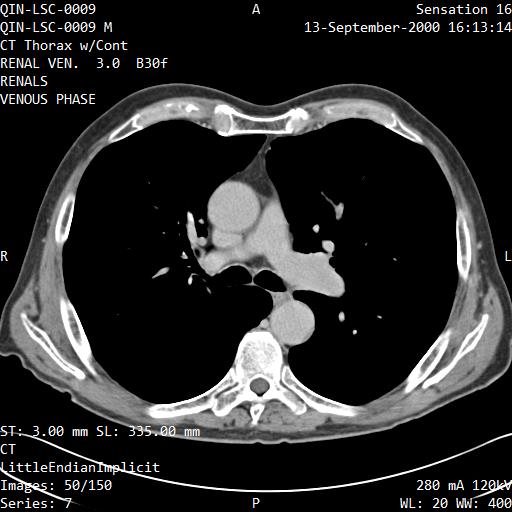 QIN-LSC-0009 A Sensation 16
QIN-LSC-0009 M 13-September-2000 16:13:14
CT Thorax w/Cont
RENAL VEN. 3.0 B30f
RENALS
VENOUS PHASE
R L
ST: 3.00 mm SL: 335.00 mm
CT
LittleEndianImplicit
Images: 50/150 280 mA 120kV
Series: 7 P WL: 20 WW: 400